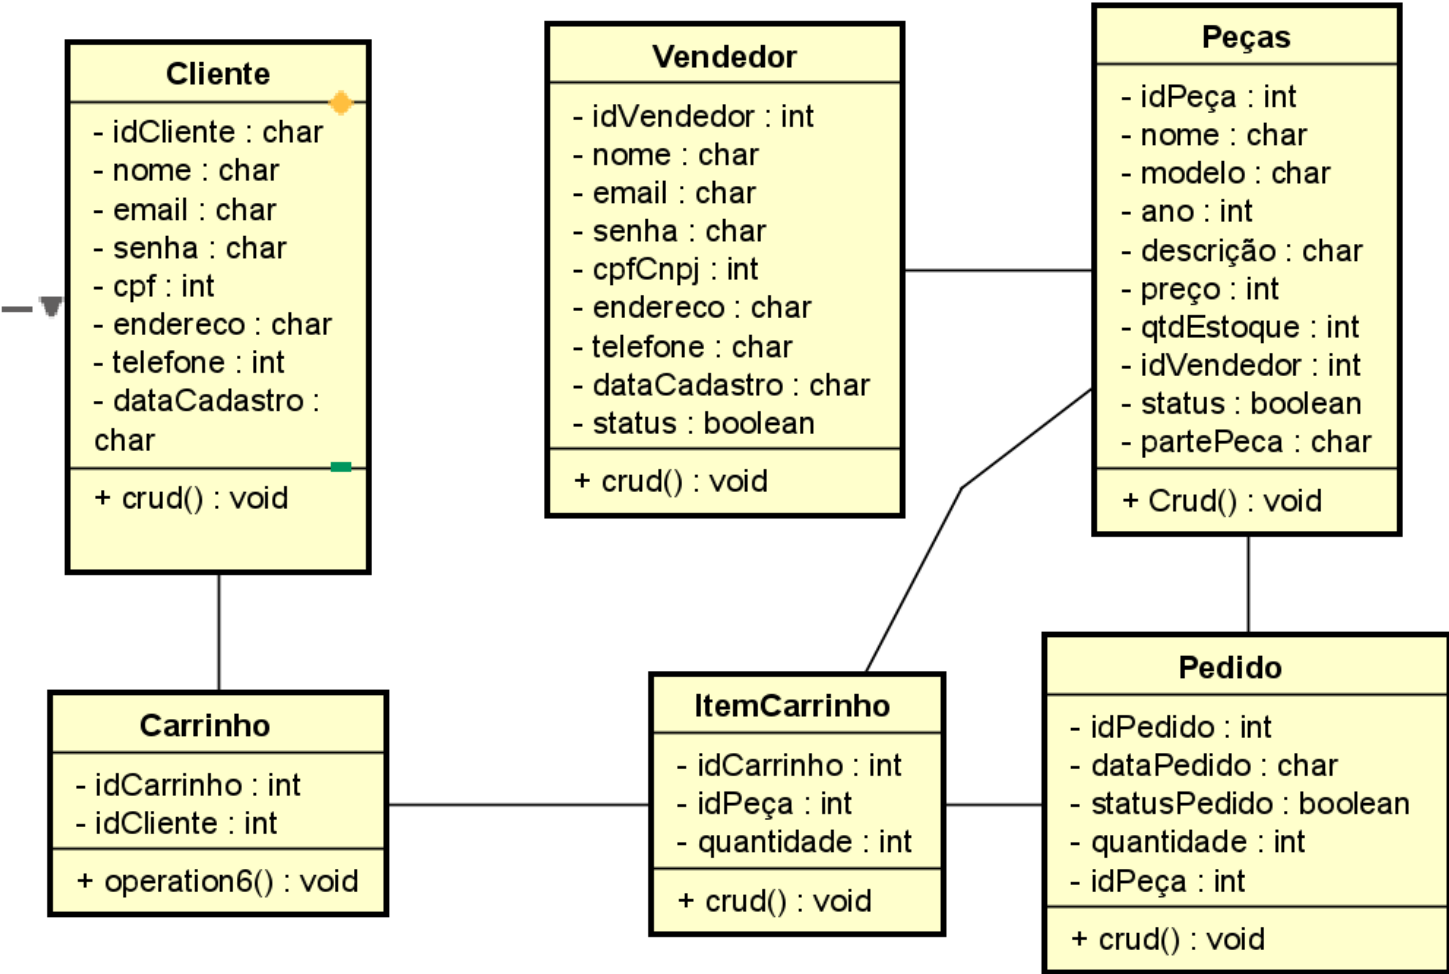 Cliente
- idCliente : char
- nome : char
- email : char
- senha : char
- cpf : int
- endereco : char
- telefone : int
- dataCadastro :
char
+ crud() : void
Vendedor
- idVendedor : int
- nome : char
- email : char
- senha : char
- cpfCnpj : int
- endereco : char
- telefone : char
- dataCadastro : char
- status : boolean
+ crud() : void
Peças
- idPeça : int
- nome : char
- modelo : char
- ano : int
- descrição : char
- preço : int
- qtdEstoque : int
- idVendedor : int
- status : boolean
- partePeca : char
+ Crud() : void
Carrinho
- idCarrinho : int
- idCliente : int
+ operation6() : void
ItemCarrinho
- idCarrinho : int
- idPeça : int
- quantidade : int
+ crud() : void
Pedido
- idPedido : int
- dataPedido : char
- statusPedido : boolean
- quantidade : int
- idPeça : int
+ crud() : void